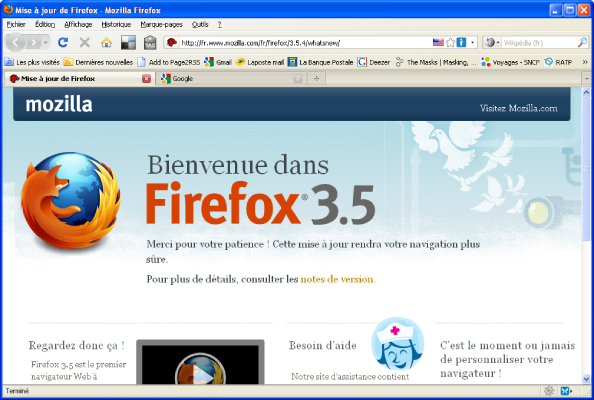 Mise à jour de Firefox - Mozilla Firefox
Fichier Édition Affichage Historique Marque-pages Outils ?
http://fr.www.mozilla.com/fr/firefox/3.5.4/whatsnew/ Wikipédia (fr)
Les plus visités Dernières nouvelles Add to Page2RSS Gmail Laposte mail La Banque Postale Deezer The Masks | Masking, ... Voyages - SNCF RATP
Mise à jour de Firefox Google
mozilla Visitez Mozilla.com
Bienvenue dans
Firefox® 3.5
Merci pour votre patience ! Cette mise à jour rendra votre navigation plus
sûre.
Pour plus de détails, consulter les notes de version.
Regardez donc ça !
Firefox 3.5 est le premier
navigateur Web à
Besoin d'aide
Notre site d'assistance contient
C'est le moment ou jamais
de personnaliser votre
navigateur !
Terminé